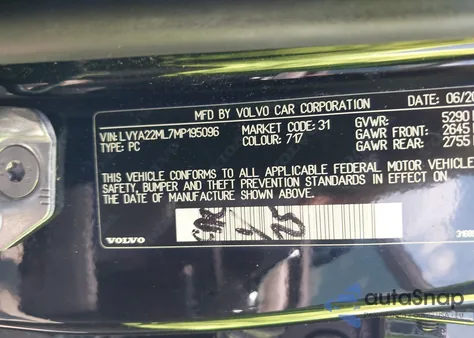 MFD BY VOLVO CAR CORPORATION 06/20
VIN:LVYA22ML7MP195096 MARKET CODE: 31 GVWR: 5290
TYPE: PC COLOUR: 717 GAWR FRONT: 2645
GAWR REAR: 2755
THIS VEHICLE CONFORMS TO ALL APPLICABLE FEDERAL MOTOR VEHICLE
SAFETY, BUMPER AND THEFT PREVENTION STANDARDS IN EFFECT ON
THE DATE OF MANUFACTURE SHOWN ABOVE.
VOLVO
autoSnap